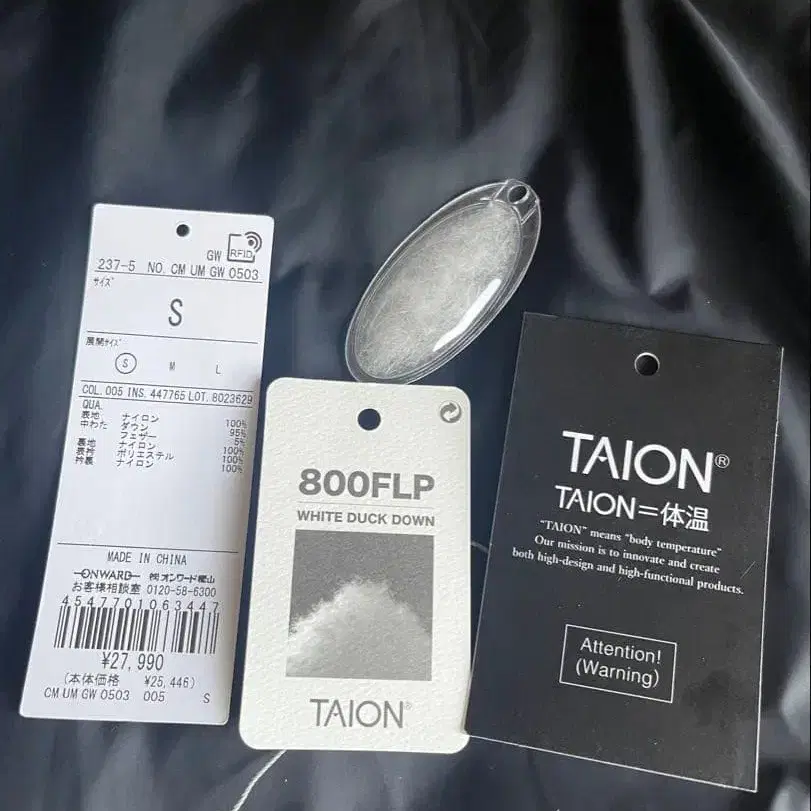 GW RFID
237-5 NO. CM UM GW 0503
サイズ
S
展開サイズ
S M L
COL. 005 INS. 447765 LOT. 8023629
QUA.
表地 ナイロン 100%
中わた ダウン 95%
フェザー 5%
裏地 ナイロン 100%
表衿 ポリエステル 100%
衿裏 ナイロン 100%
MADE IN CHINA
ONWARD ㈱オンワード樫山
お客様相談室 0120-58-6300
4547701063447
¥27,990
(本体価格 ¥25,446)
CM UM GW 0503 005 S
800FLP
WHITE DUCK DOWN
TAION®
TAION®
TAION=体温
"TAION" means "body temperature"
Our mission is to innovate and create
both high-design and high-functional products.
Attention!
(Warning)